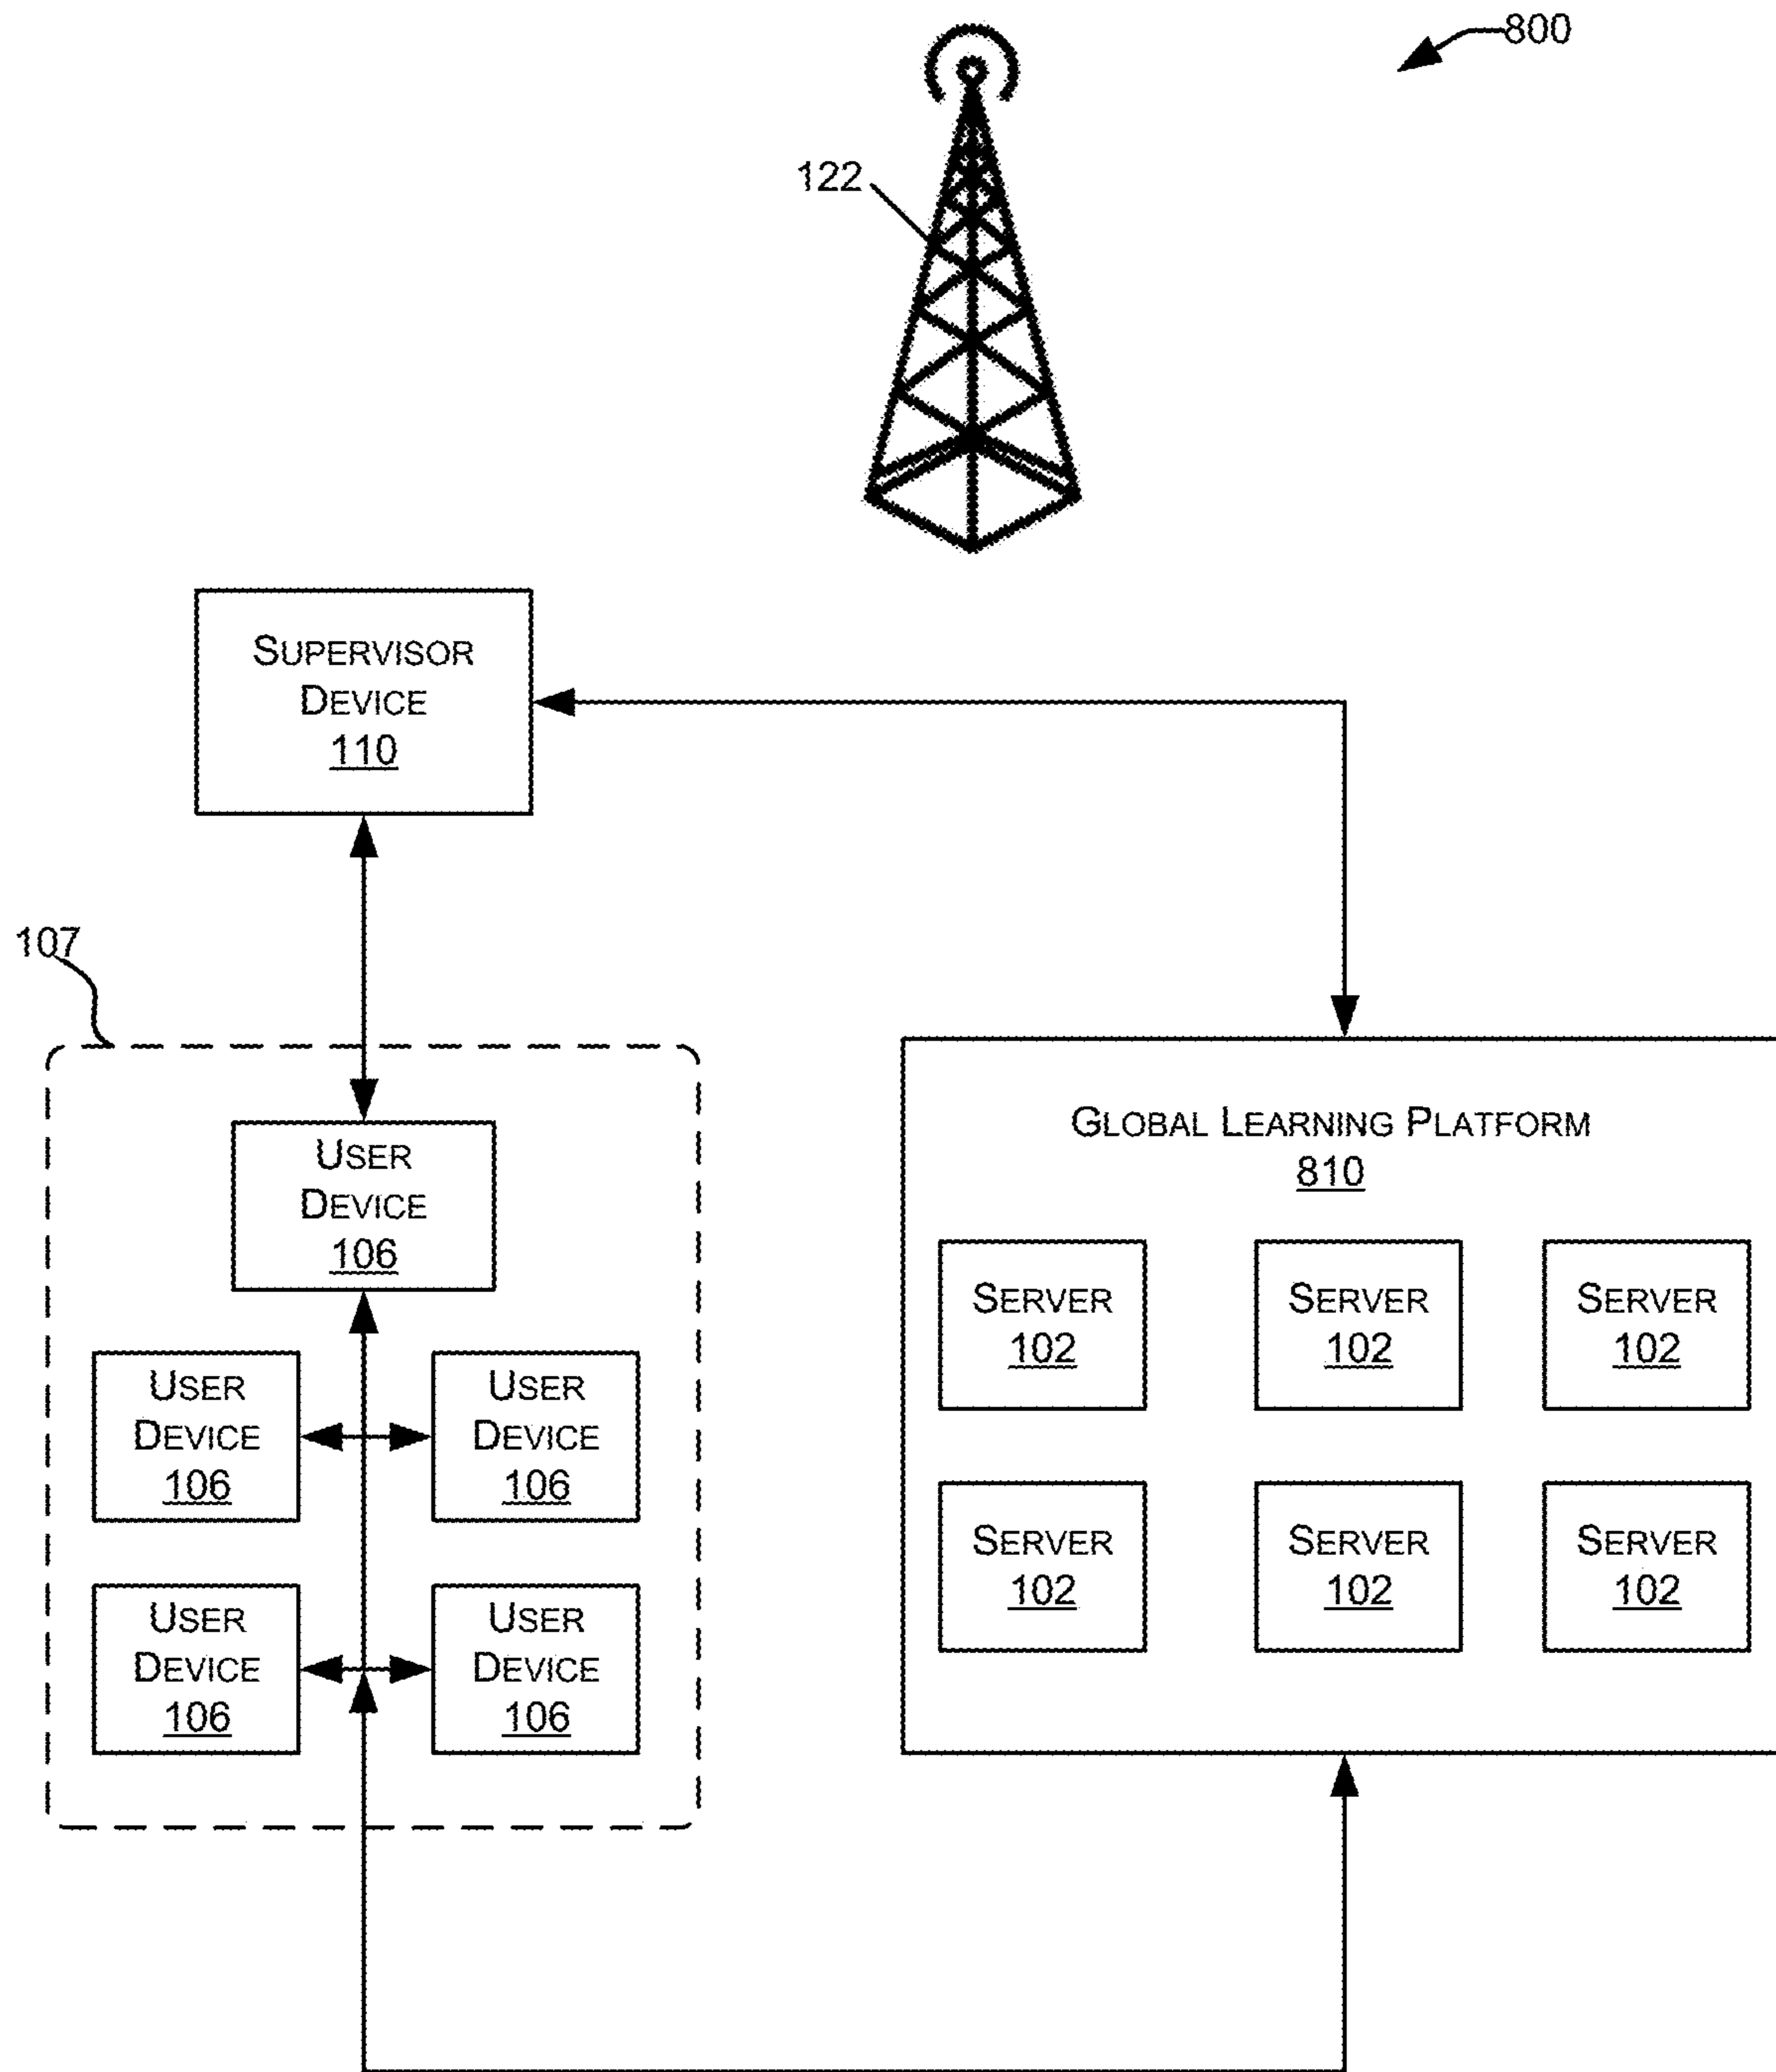 800
122
SUPERVISOR
DEVICE
110
107
USER
DEVICE
106
GLOBAL LEARNING PLATFORM
810
SERVER
102
SERVER
102
SERVER
102
USER
DEVICE
106
USER
DEVICE
106
SERVER
102
SERVER
102
SERVER
102
USER
DEVICE
106
USER
DEVICE
106